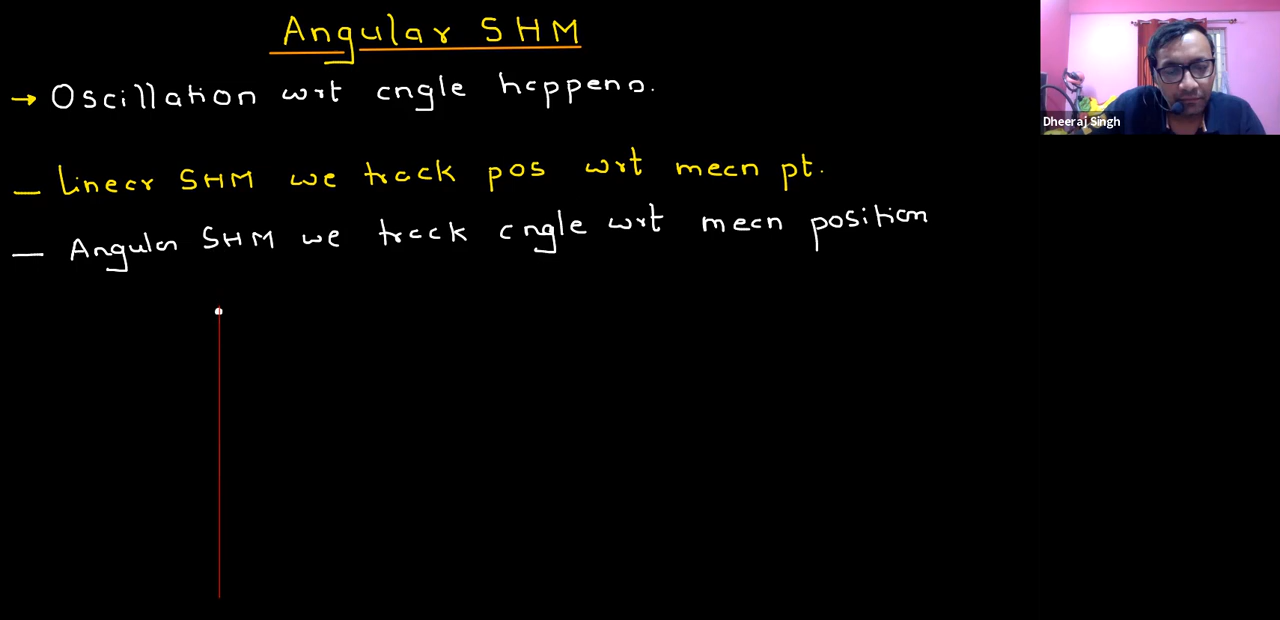 Angular SHM
→ Oscillation wrt angle happens.
— Linear SHM we track pos wrt mean pt.
— Angular SHM we track angle wrt mean position
Dheeraj Singh